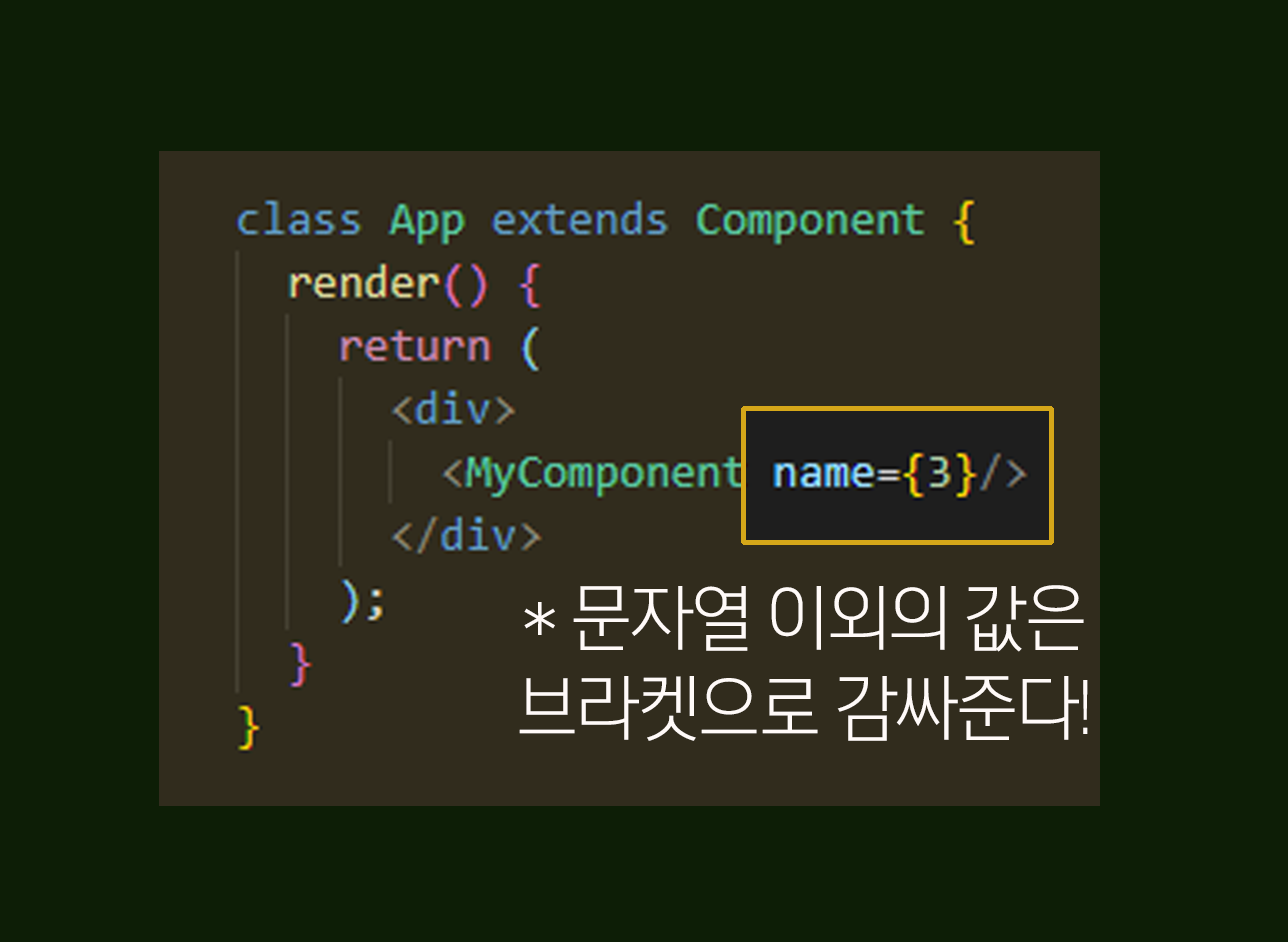 class App extends Component {
render() {
return (
<div>
<MyComponent name={3}/>
</div>
);
}
}
* 문자열 이외의 값은
브라켓으로 감싸준다!